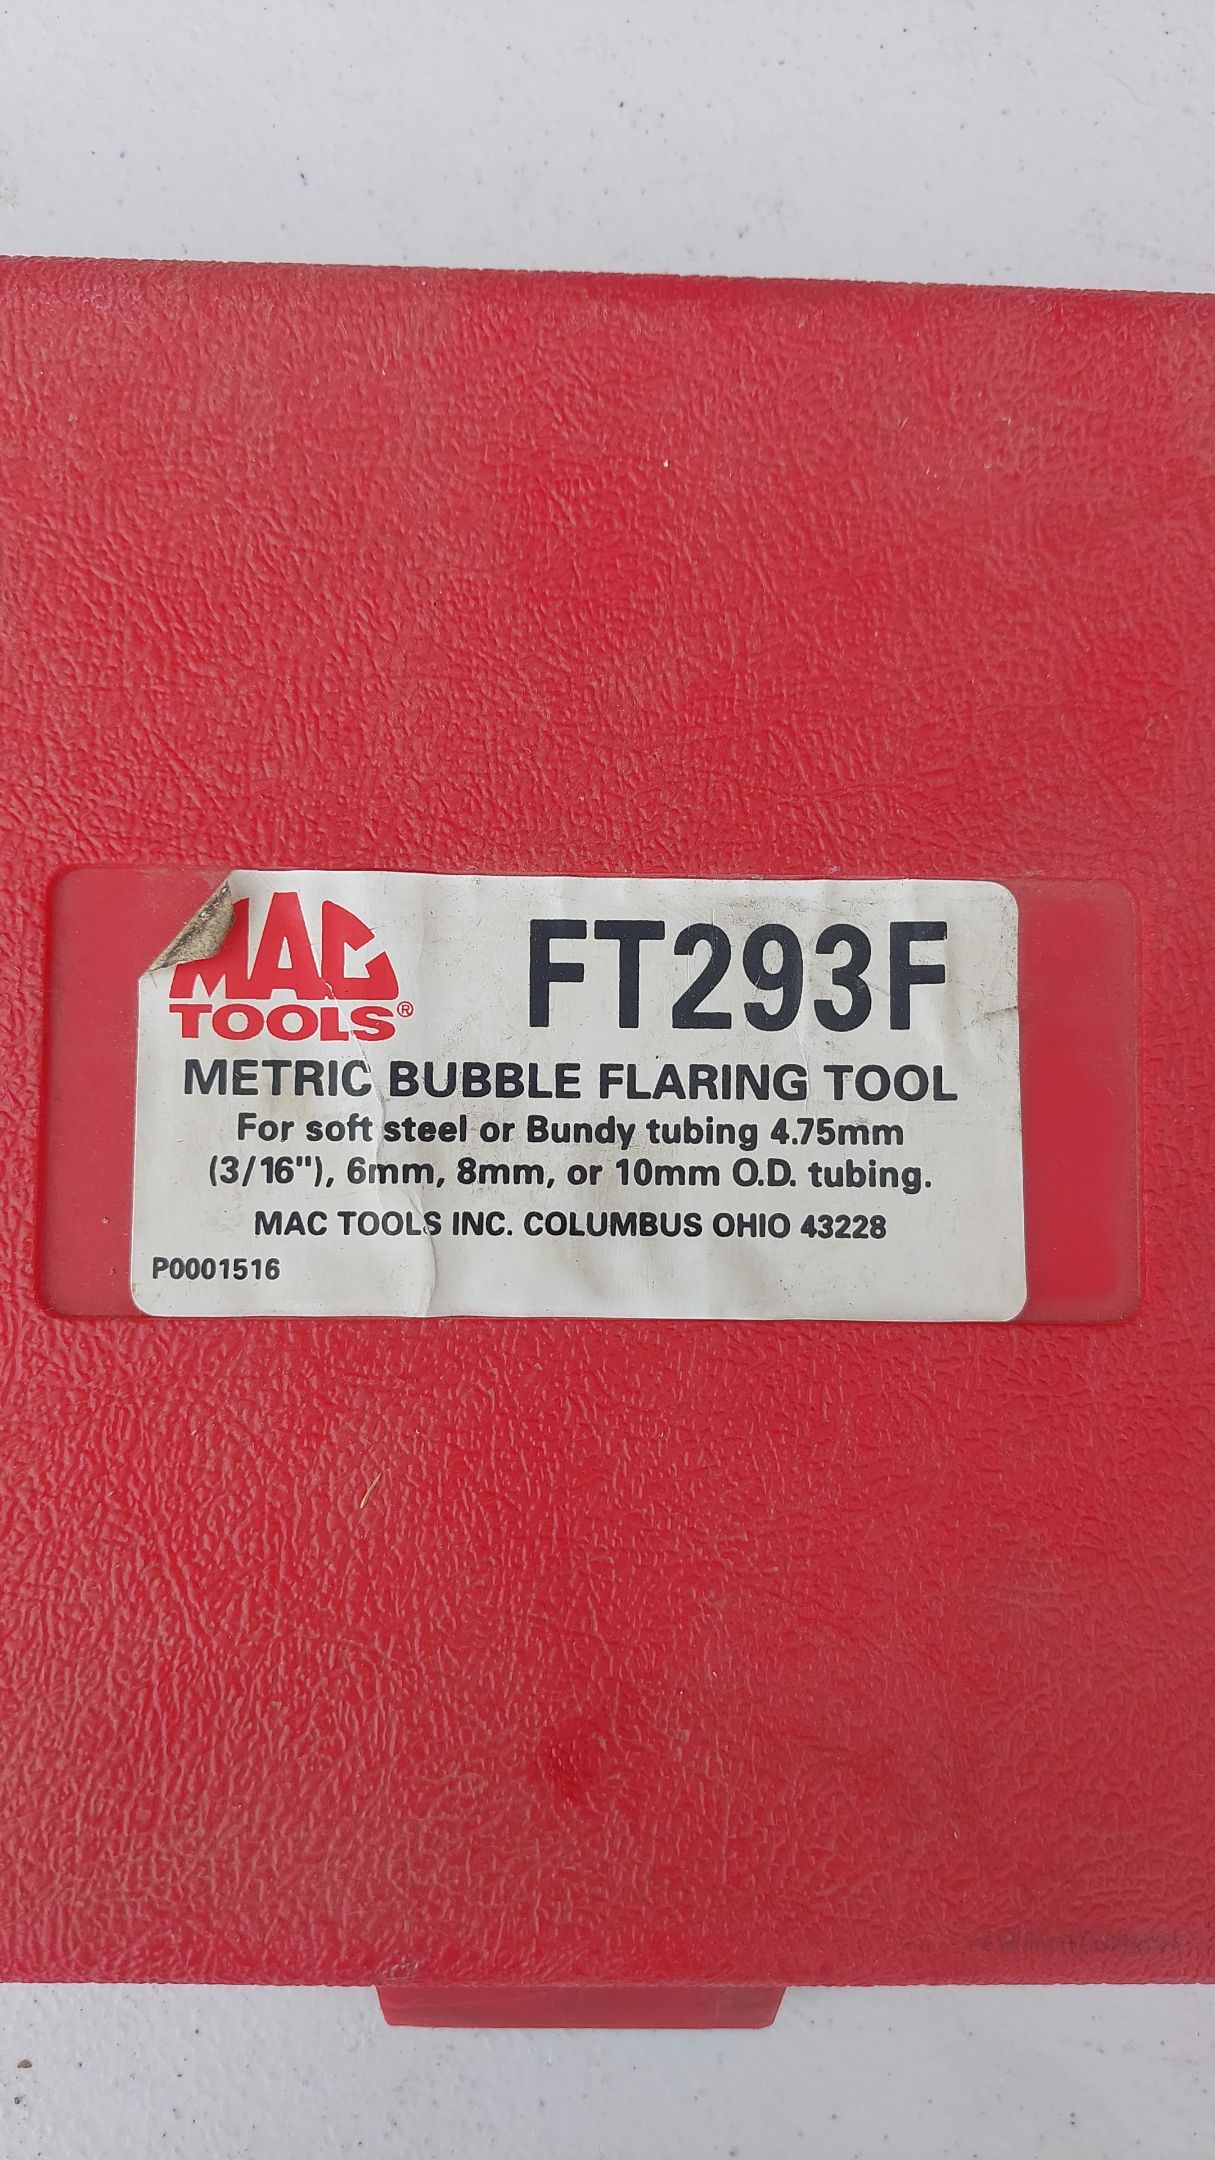 MAC
TOOLS®
FT293F
METRIC BUBBLE FLARING TOOL
For soft steel or Bundy tubing 4.75mm
(3/16"), 6mm, 8mm, or 10mm O.D. tubing.
MAC TOOLS INC. COLUMBUS OHIO 43228
P0001516